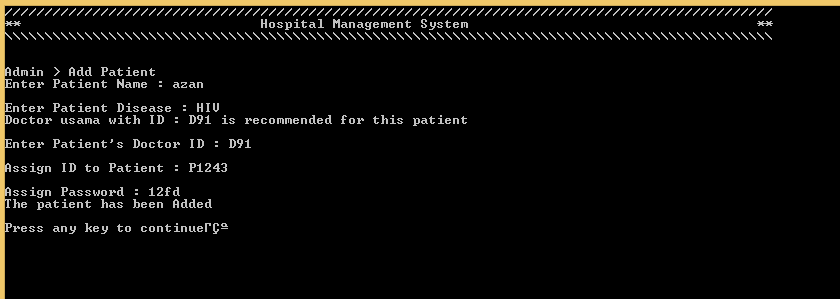 ////////////////////////////////////////////////////////////////////////////////////////////////
** Hospital Management System **
\\\\\\\\\\\\\\\\\\\\\\\\\\\\\\\\\\\\\\\\\\\\\\\\\\\\\\\\\\\\\\\\\\\\\\\\\\\\\\\\\\\\\\\\\\\\\\\\
Admin > Add Patient
Enter Patient Name : azan
Enter Patient Disease : HIV
Doctor usama with ID : D91 is recommended for this patient
Enter Patient's Doctor ID : D91
Assign ID to Patient : P1243
Assign Password : 12fd
The patient has been Added
Press any key to continueΓÇª